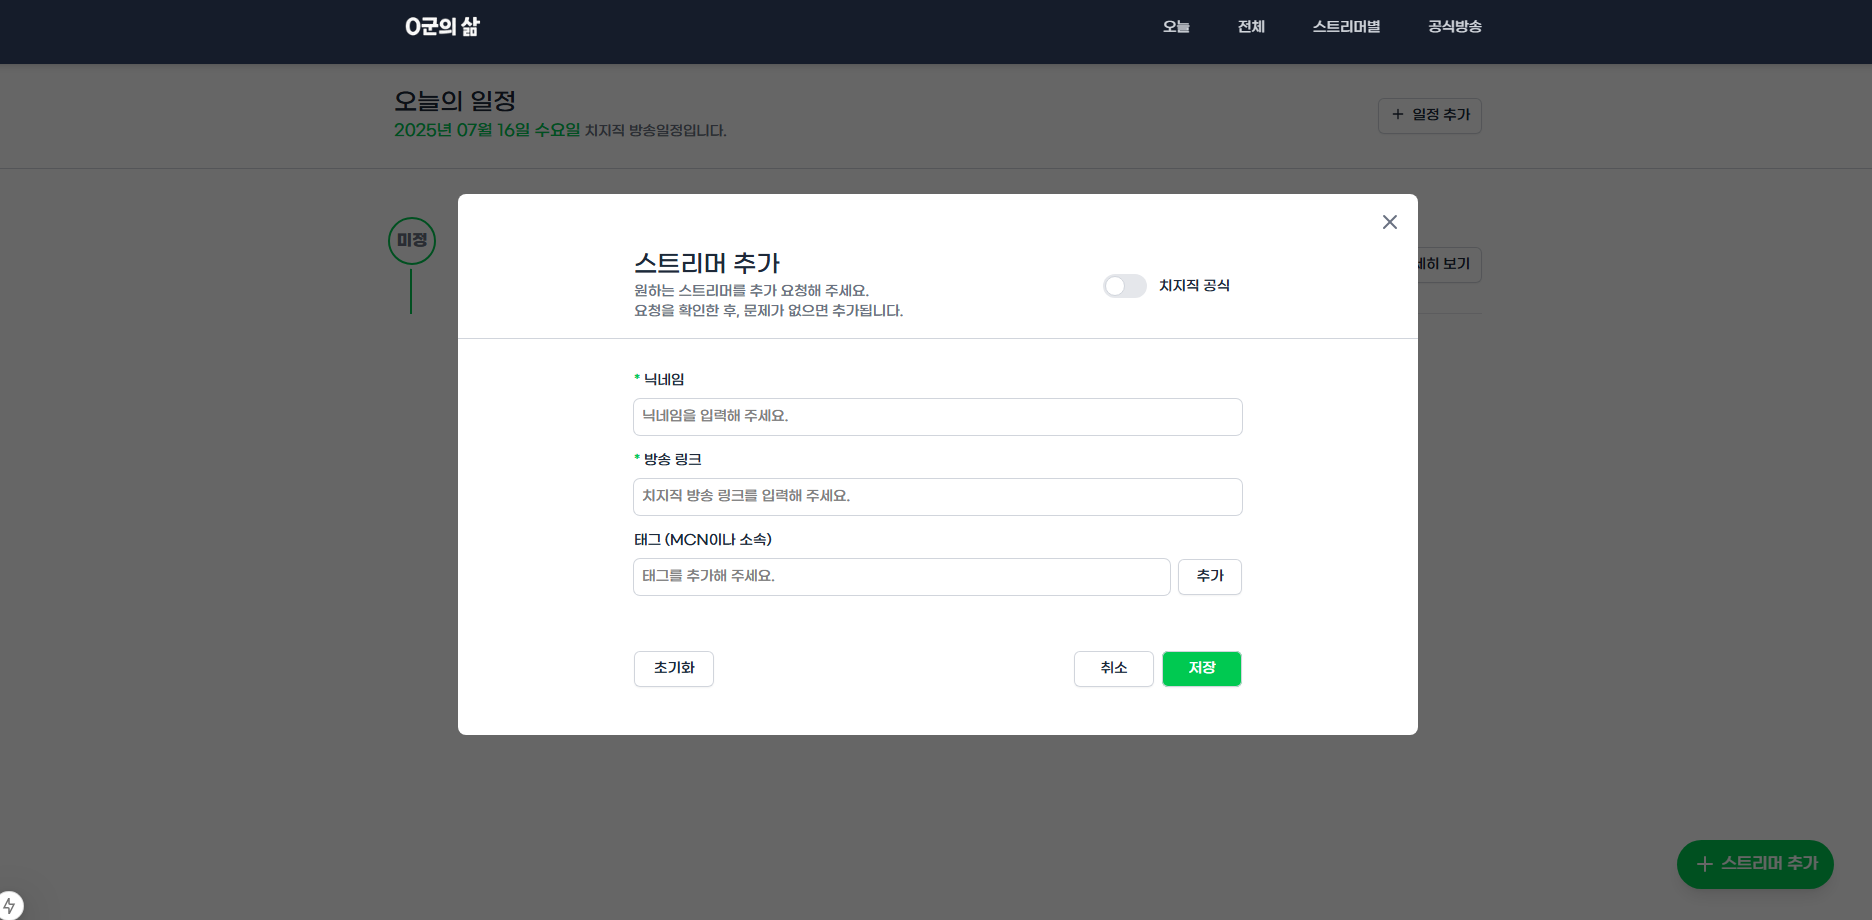 O군의 삶
오늘
전체
스트리머별
공식방송
오늘의 일정
2025년 07월 16일 수요일 치지직 방송일정입니다.
+ 일정 추가
미정
세히 보기
스트리머 추가
원하는 스트리머를 추가 요청해 주세요.
요청을 확인한 후, 문제가 없으면 추가됩니다.
치지직 공식
* 닉네임
닉네임을 입력해 주세요.
* 방송 링크
치지직 방송 링크를 입력해 주세요.
태그 (MCN이나 소속)
태그를 추가해 주세요.
추가
초기화
취소
저장
+ 스트리머 추가